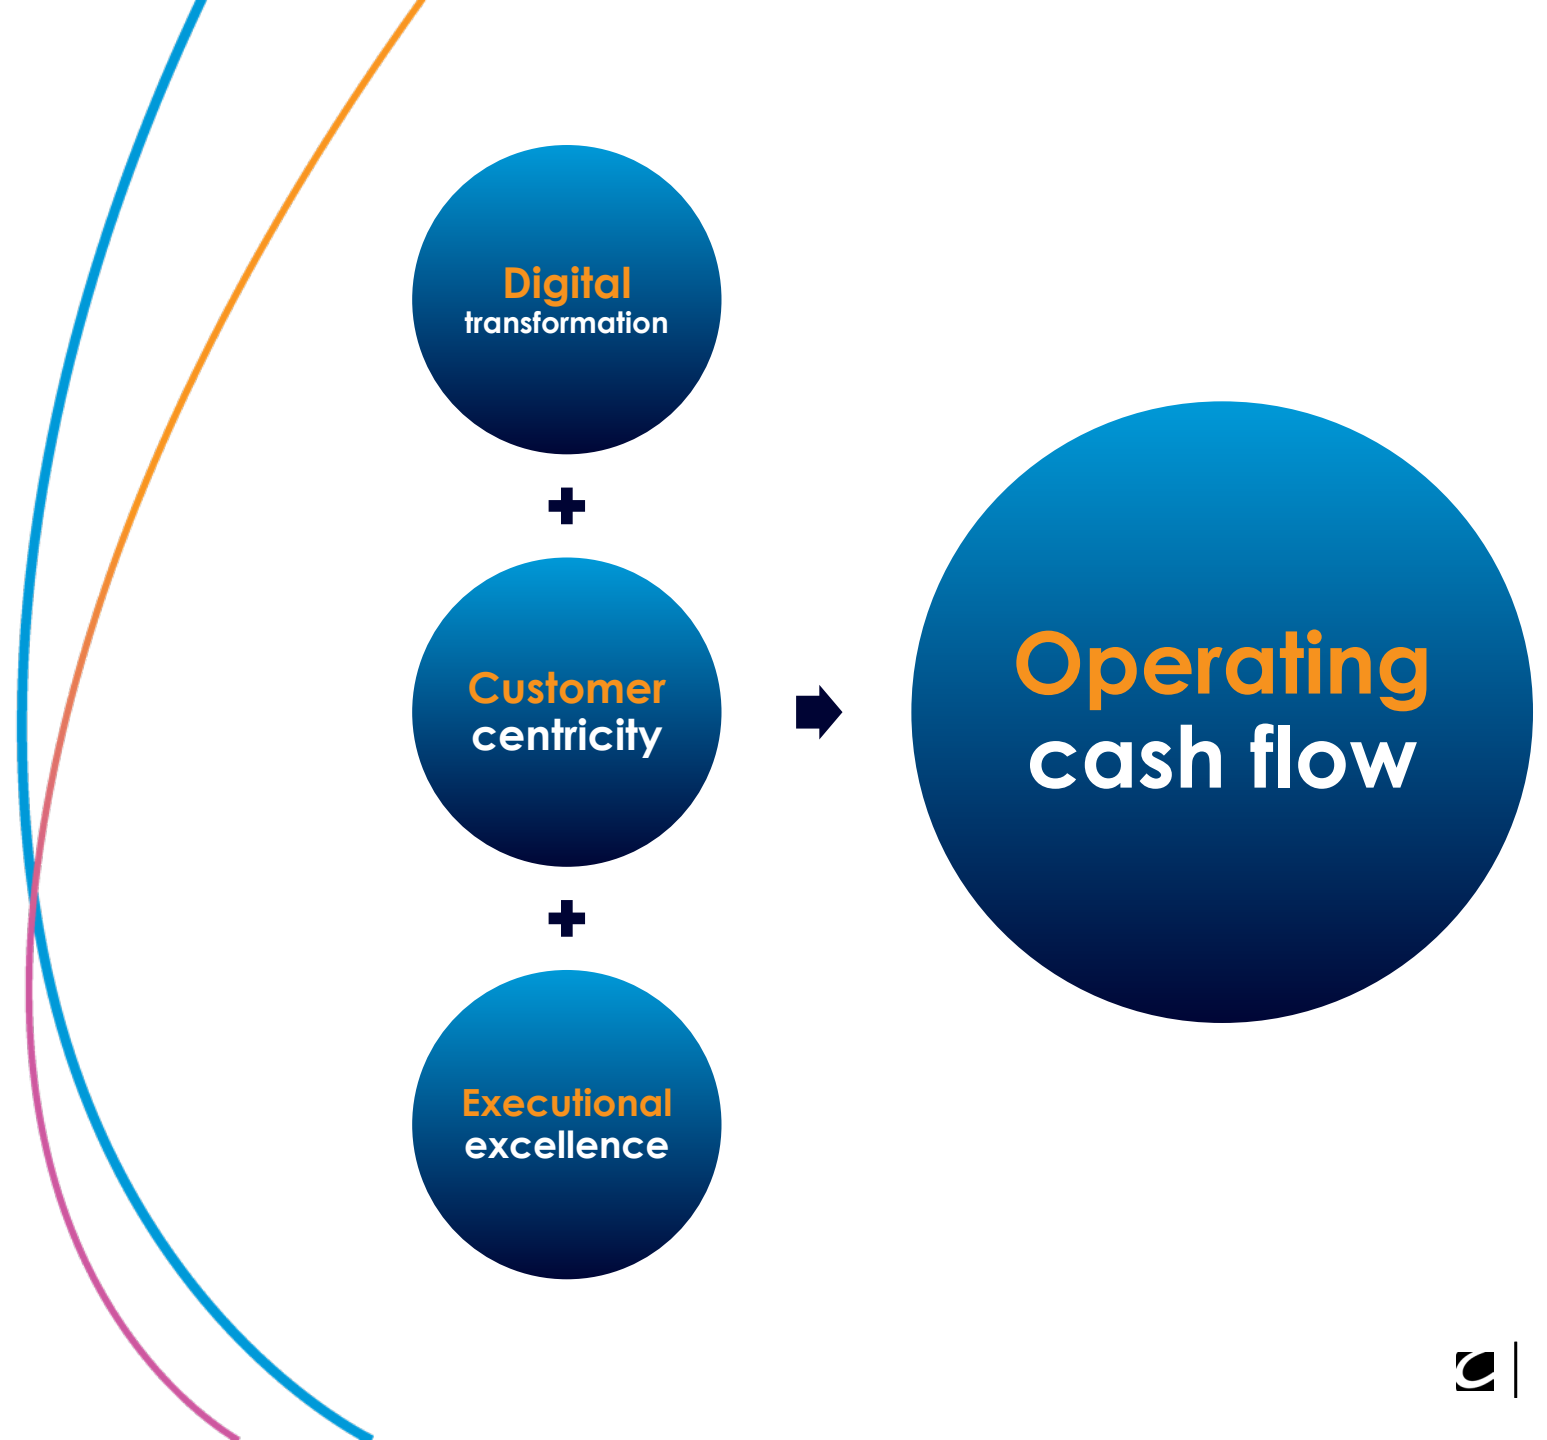 Digital
transformation
Customer
centricity
Executional
excellence
Operating
cash flow